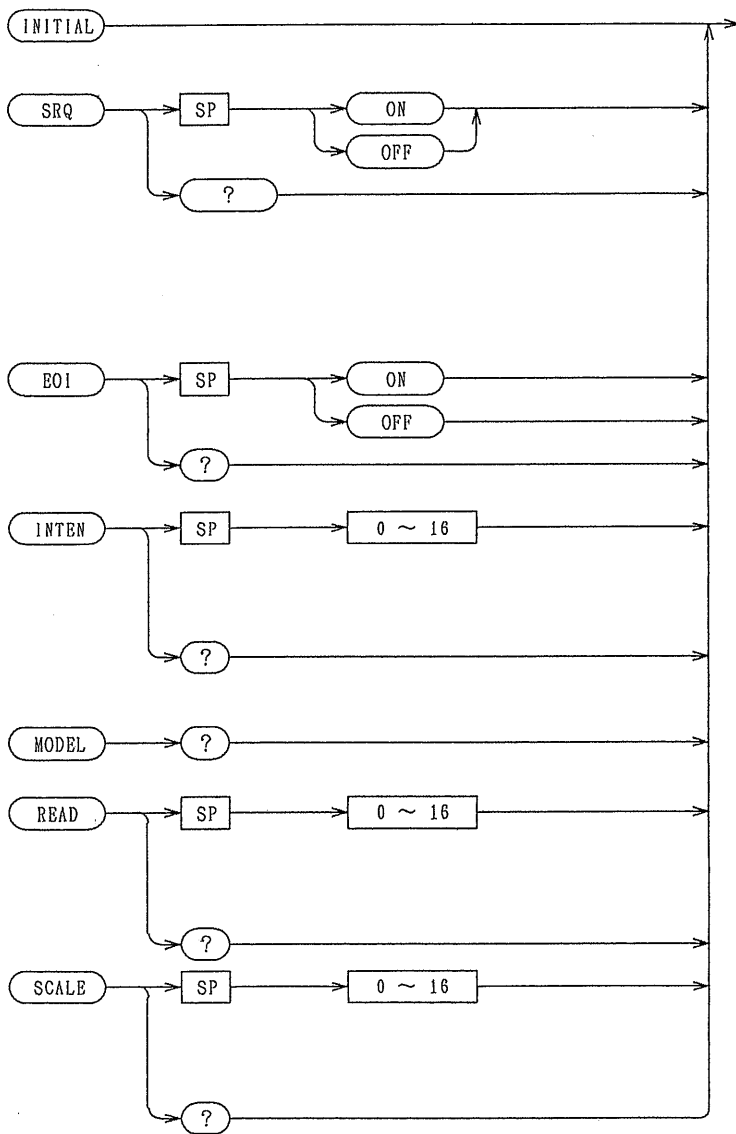 INITIAL
SRQ SP ON
OFF
?
EOI SP ON
OFF
?
INTEN SP 0 ～ 16
?
MODEL ?
READ SP 0 ～ 16
?
SCALE SP 0 ～ 16
?